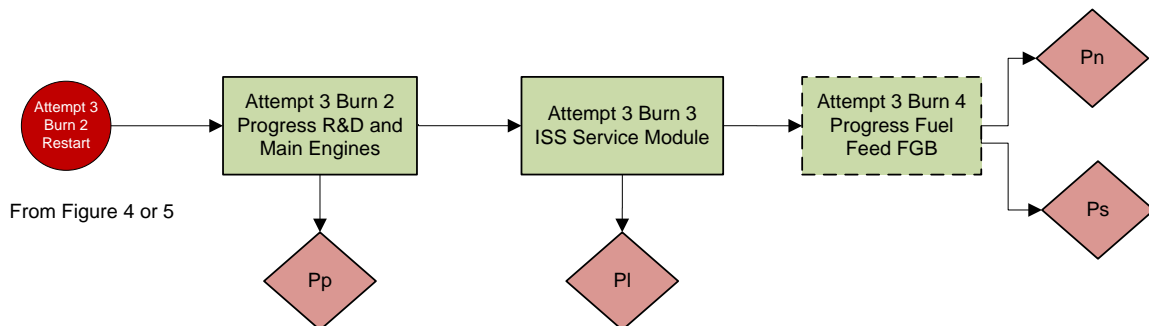 Attempt 3
Burn 2
Restart
From Figure 4 or 5
Attempt 3 Burn 2
Progress R&D and
Main Engines
Pp
Attempt 3 Burn 3
ISS Service Module
Pl
Attempt 3 Burn 4
Progress Fuel
Feed FGB
Pn
Ps